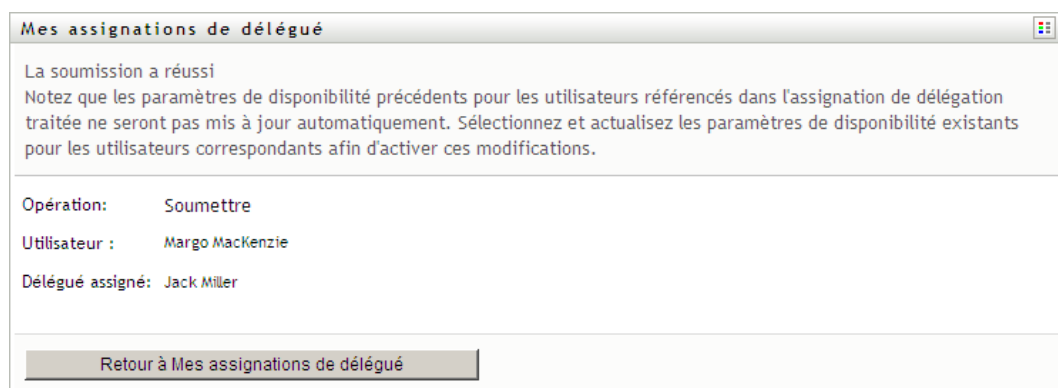 Mes assignations de délégué
La soumission a réussi
Notez que les paramètres de disponibilité précédents pour les utilisateurs référencés dans l'assignation de délégation
traitée ne seront pas mis à jour automatiquement. Sélectionnez et actualisez les paramètres de disponibilité existants
pour les utilisateurs correspondants afin d'activer ces modifications.
Opération: Soumettre
Utilisateur : Margo MacKenzie
Délégué assigné: Jack Miller
Retour à Mes assignations de délégué